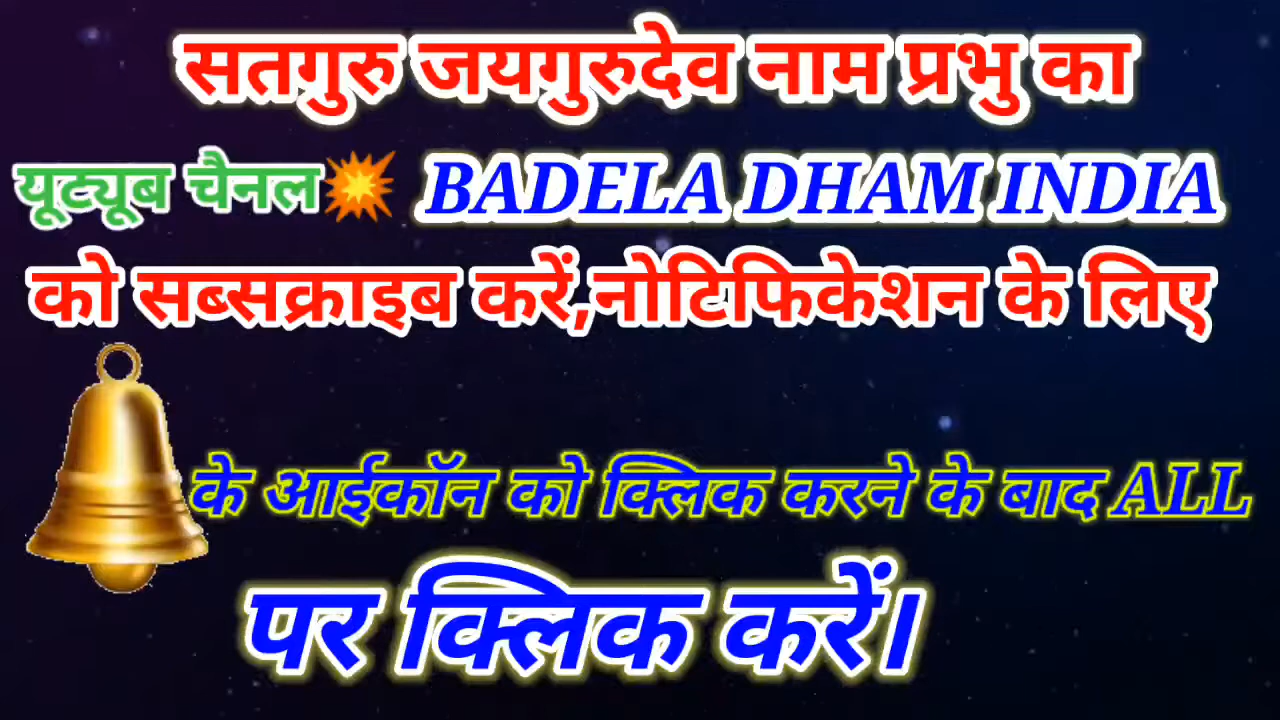 सतगुरु जयगुरुदेव नाम प्रभु का
यूट्यूब चैनल💥 BADELA DHAM INDIA
को सब्सक्राइब करें,नोटिफिकेशन के लिए
के आईकॉन को क्लिक करने के बाद ALL
पर क्लिक करें।